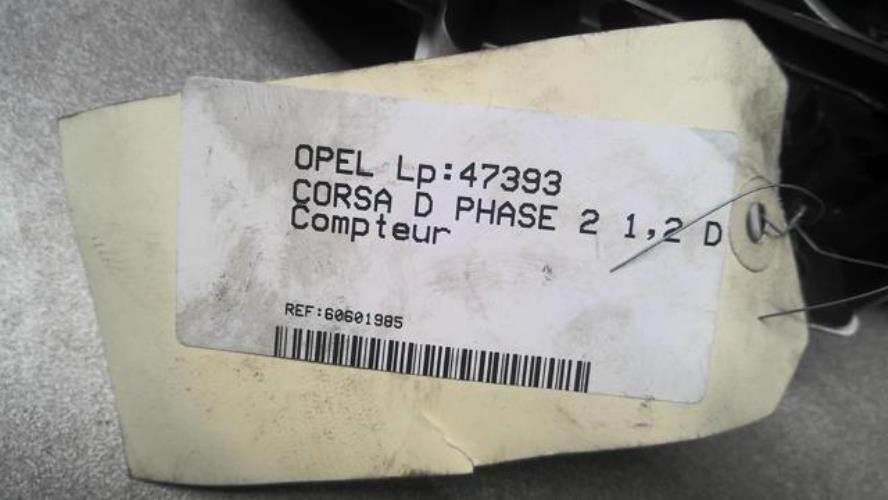 OPEL Lp:47393
CORSA D PHASE 2 1,2 D
Compteur
REF:60601985